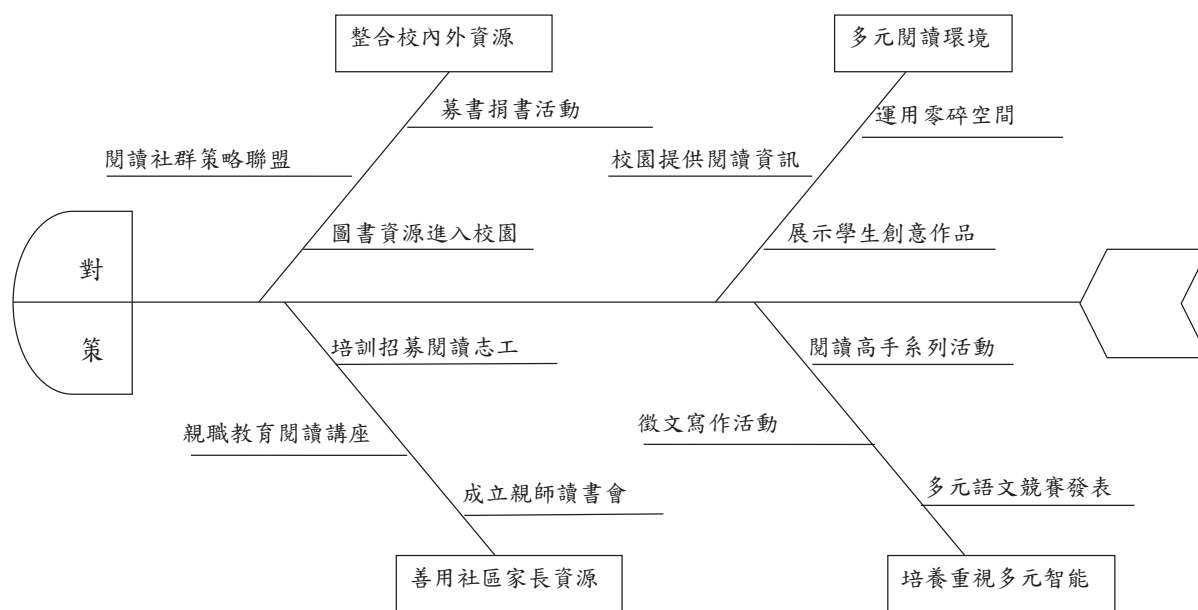 整合校內外資源
多元閱讀環境
募書捐書活動
運用零碎空間
閱讀社群策略聯盟
校園提供閱讀資訊
圖書資源進入校園
展示學生創意作品
對
策
培訓招募閱讀志工
閱讀高手系列活動
親職教育閱讀講座
徵文寫作活動
成立親師讀書會
多元語文競賽發表
善用社區家長資源
培養重視多元智能